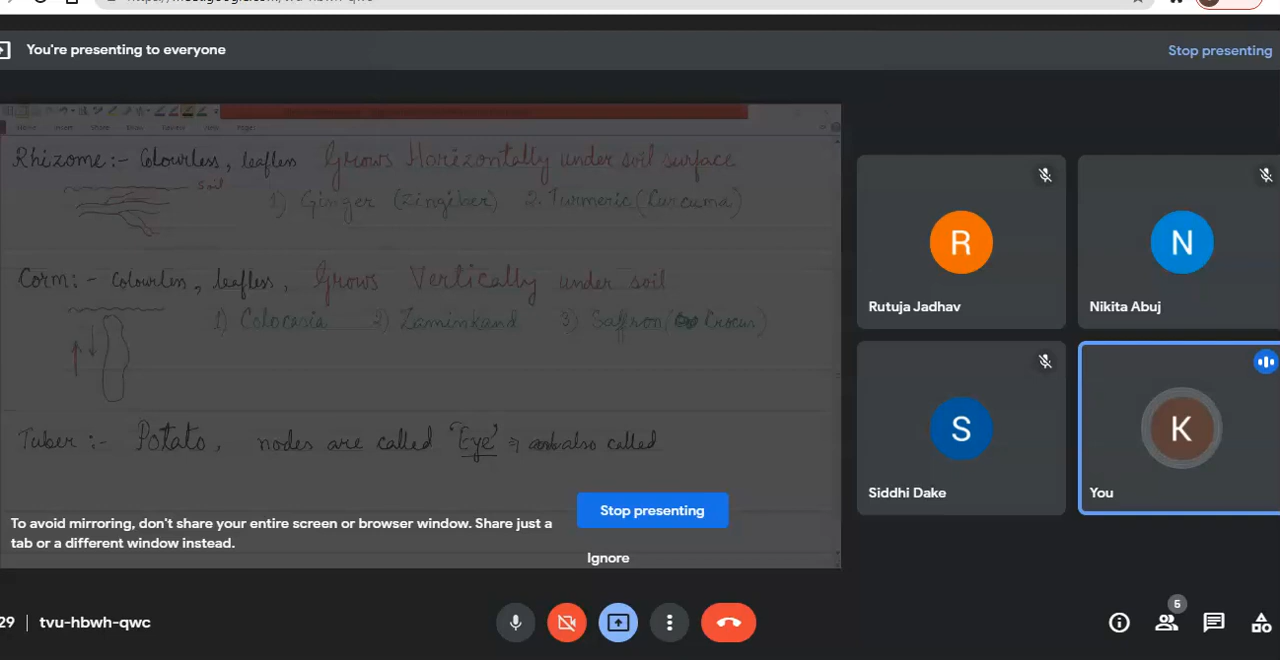 You're presenting to everyone
Stop presenting
Rhizome :- Colourless, leafless Grows Horizontally under soil surface
soil
1) Ginger (Zingiber) 2. Turmeric (Curcuma)
Corm :- Colourless, leafless, Grows Vertically under soil
1) Colocasia 2) Zaminkand 3) Saffron ( Crocus)
Tuber :- Potato, nodes are called 'Eye' → also called
To avoid mirroring, don't share your entire screen or browser window. Share just a
tab or a different window instead.
Stop presenting
Ignore
R
Rutuja Jadhav
N
Nikita Abuj
S
Siddhi Dake
K
You
29 | tvu-hbwh-qwc
6